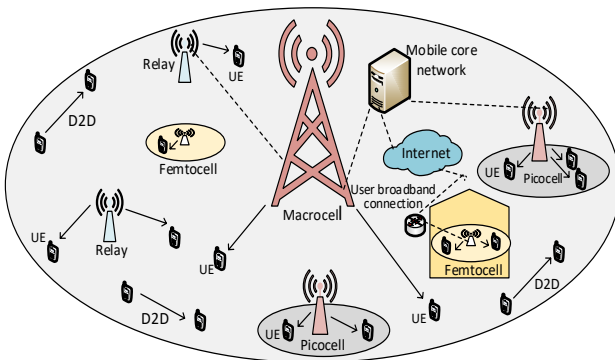 Relay
UE
Mobile core
network
D2D
Femtocell
Internet
UE
Picocell
User broadband
connection
Macrocell
Relay
UE
UE
Femtocell
D2D
D2D
UE
Picocell
UE